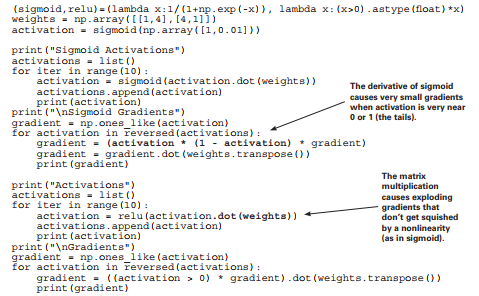 (sigmoid,relu)=(lambda x:1/(1+np.exp(-x)), lambda x:(x>0).astype(float)*x)
weights = np.array([[1,4],[4,1]])
activation = sigmoid(np.array([1,0.01]))
print("Sigmoid Activations")
activations = list()
for iter in range(10):
    activation = sigmoid(activation.dot(weights))
    activations.append(activation)
    print(activation)
print("\nSigmoid Gradients")
gradient = np.ones_like(activation)
for activation in reversed(activations):
    gradient = (activation * (1 - activation) * gradient)
    gradient = gradient.dot(weights.transpose())
    print(gradient)
The derivative of sigmoid
causes very small gradients
when activation is very near
0 or 1 (the tails).
print("Activations")
activations = list()
for iter in range(10):
    activation = relu(activation.dot(weights))
    activations.append(activation)
    print(activation)
print("\nGradients")
gradient = np.ones_like(activation)
for activation in reversed(activations):
    gradient = ((activation > 0) * gradient).dot(weights.transpose())
    print(gradient)
The matrix
multiplication
causes exploding
gradients that
don't get squished
by a nonlinearity
(as in sigmoid).